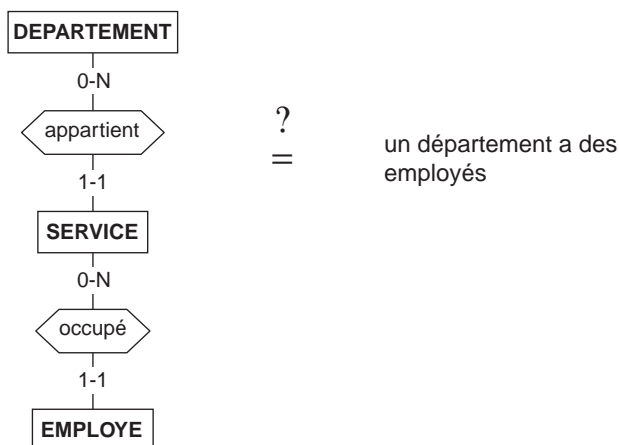 DEPARTEMENT
0-N
appartient
1-1
SERVICE
0-N
occupé
1-1
EMPLOYE
?
=
un département a des
employés